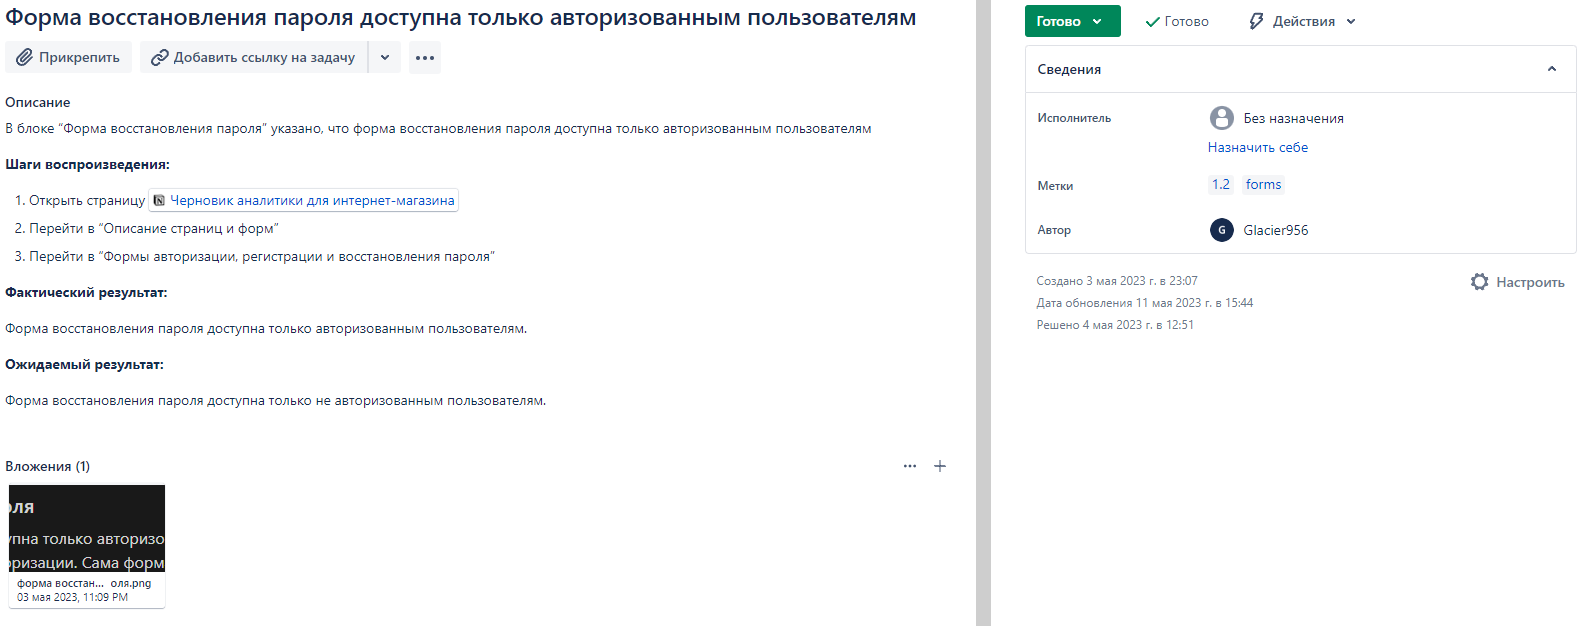 Форма восстановления пароля доступна только авторизованным пользователям
Прикрепить
Добавить ссылку на задачу
Описание
В блоке “Форма восстановления пароля” указано, что форма восстановления пароля доступна только авторизованным пользователям
Шаги воспроизведения:
1. Открыть страницу Черновик аналитики для интернет-магазина
2. Перейти в “Описание страниц и форм”
3. Перейти в “Формы авторизации, регистрации и восстановления пароля”
Фактический результат:
Форма восстановления пароля доступна только авторизованным пользователям.
Ожидаемый результат:
Форма восстановления пароля доступна только не авторизованным пользователям.
Вложения (1)
оля
упна только авторизо
оризации. Сама форм
форма восстан... оля.png
03 мая 2023, 11:09 PM
Готово
Готово
Действия
Сведения
Исполнитель
Без назначения
Назначить себе
Метки
1.2 forms
Автор
G Glacier956
Создано 3 мая 2023 г. в 23:07
Настроить
Дата обновления 11 мая 2023 г. в 15:44
Решено 4 мая 2023 г. в 12:51